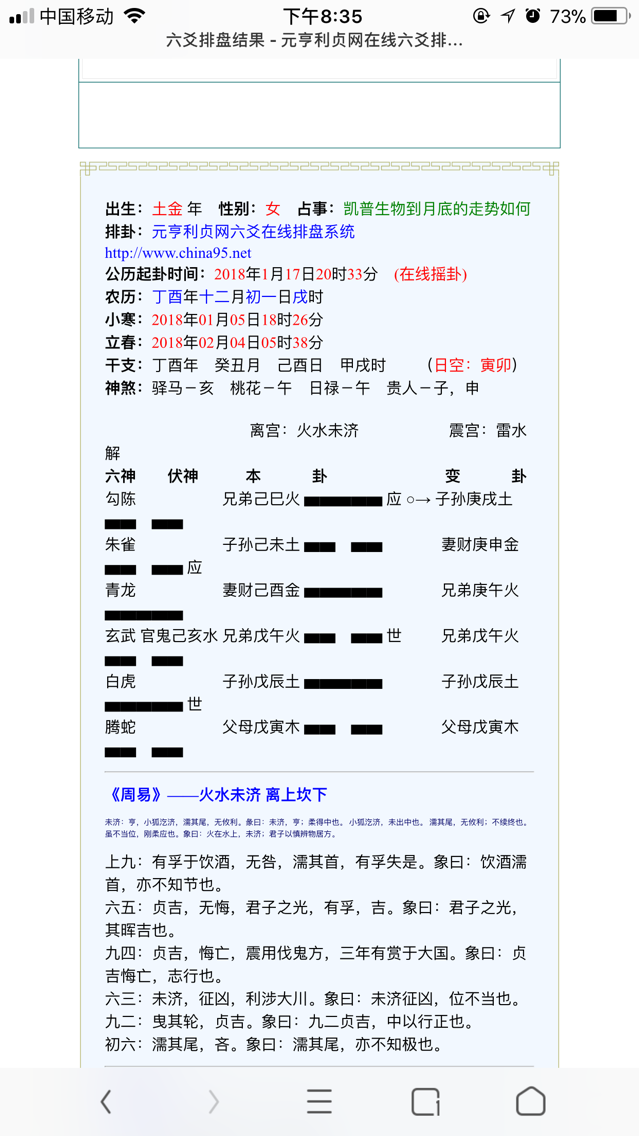 中国移动 下午8:35 73%
六爻排盘结果 - 元亨利贞网在线六爻排...
出生：土金 年 性别：女 占事：凯普生物到月底的走势如何
排卦：元亨利贞网六爻在线排盘系统
http://www.china95.net
公历起卦时间：2018年1月17日20时33分 (在线摇卦)
农历：丁酉年十二月初一日戌时
小寒：2018年01月05日18时26分
立春：2018年02月04日05时38分
干支：丁酉年 癸丑月 己酉日 甲戌时 （日空：寅卯）
神煞：驿马－亥 桃花－午 日禄－午 贵人－子，申
离宫：火水未济 震宫：雷水
解
六神 伏神 本 卦 变 卦
勾陈 兄弟己巳火 应 ○→ 子孙庚戌土
朱雀 子孙己未土 妻财庚申金
应
青龙 妻财己酉金 兄弟庚午火
玄武 官鬼己亥水 兄弟戊午火 世 兄弟戊午火
白虎 子孙戊辰土 子孙戊辰土
世
腾蛇 父母戊寅木 父母戊寅木
《周易》——火水未济 离上坎下
未济：亨，小狐汔济，濡其尾，无攸利。彖曰：未济，亨；柔得中也。小狐汔济，未出中也。濡其尾，无攸利；不续终也。
虽不当位，刚柔应也。象曰：火在水上，未济；君子以慎辨物居方。
上九：有孚于饮酒，无咎，濡其首，有孚失是。象曰：饮酒濡
首，亦不知节也。
六五：贞吉，无悔，君子之光，有孚，吉。象曰：君子之光，
其晖吉也。
九四：贞吉，悔亡，震用伐鬼方，三年有赏于大国。象曰：贞
吉悔亡，志行也。
六三：未济，征凶，利涉大川。象曰：未济征凶，位不当也。
九二：曳其轮，贞吉。象曰：九二贞吉，中以行正也。
初六：濡其尾，吝。象曰：濡其尾，亦不知极也。